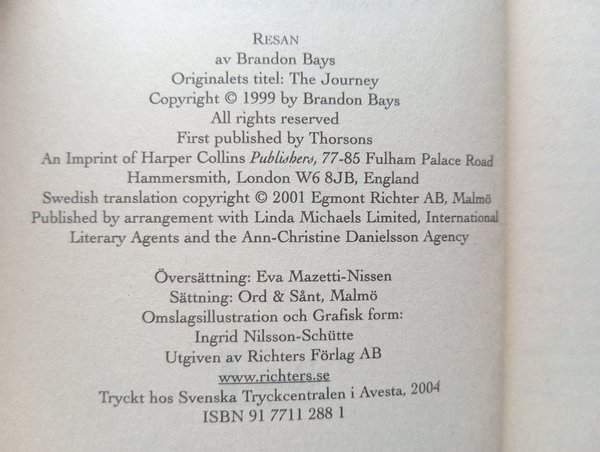 RESAN
av Brandon Bays
Originalets titel: The Journey
Copyright © 1999 by Brandon Bays
All rights reserved
First published by Thorsons
An Imprint of Harper Collins Publishers, 77-85 Fulham Palace Road
Hammersmith, London W6 8JB, England
Swedish translation copyright © 2001 Egmont Richter AB, Malmö
Published by arrangement with Linda Michaels Limited, International
Literary Agents and the Ann-Christine Danielsson Agency
Översättning: Eva Mazetti-Nissen
Sättning: Ord & Sånt, Malmö
Omslagsillustration och Grafisk form:
Ingrid Nilsson-Schütte
Utgiven av Richters Förlag AB
www.richters.se
Tryckt hos Svenska Tryckcentralen i Avesta, 2004
ISBN 91 7711 288 1